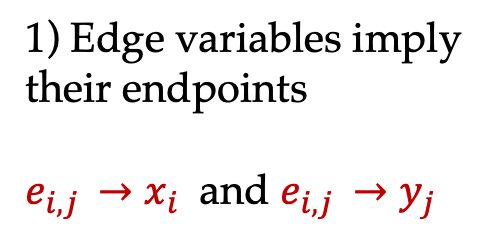 1) Edge variables imply
their endpoints
e_{i,j} → x_i and e_{i,j} → y_j